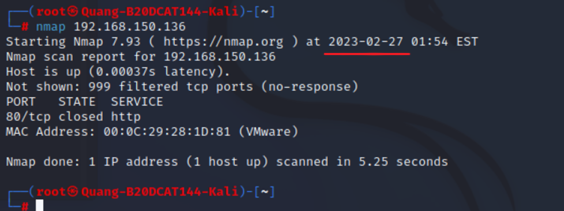 ┌──(root㉿Quang-B20DCAT144-Kali)-[~]
└─# nmap 192.168.150.136
Starting Nmap 7.93 ( https://nmap.org ) at 2023-02-27 01:54 EST
Nmap scan report for 192.168.150.136
Host is up (0.00037s latency).
Not shown: 999 filtered tcp ports (no-response)
PORT   STATE  SERVICE
80/tcp closed http
MAC Address: 00:0C:29:28:1D:81 (VMware)
Nmap done: 1 IP address (1 host up) scanned in 5.25 seconds
┌──(root㉿Quang-B20DCAT144-Kali)-[~]
└─#